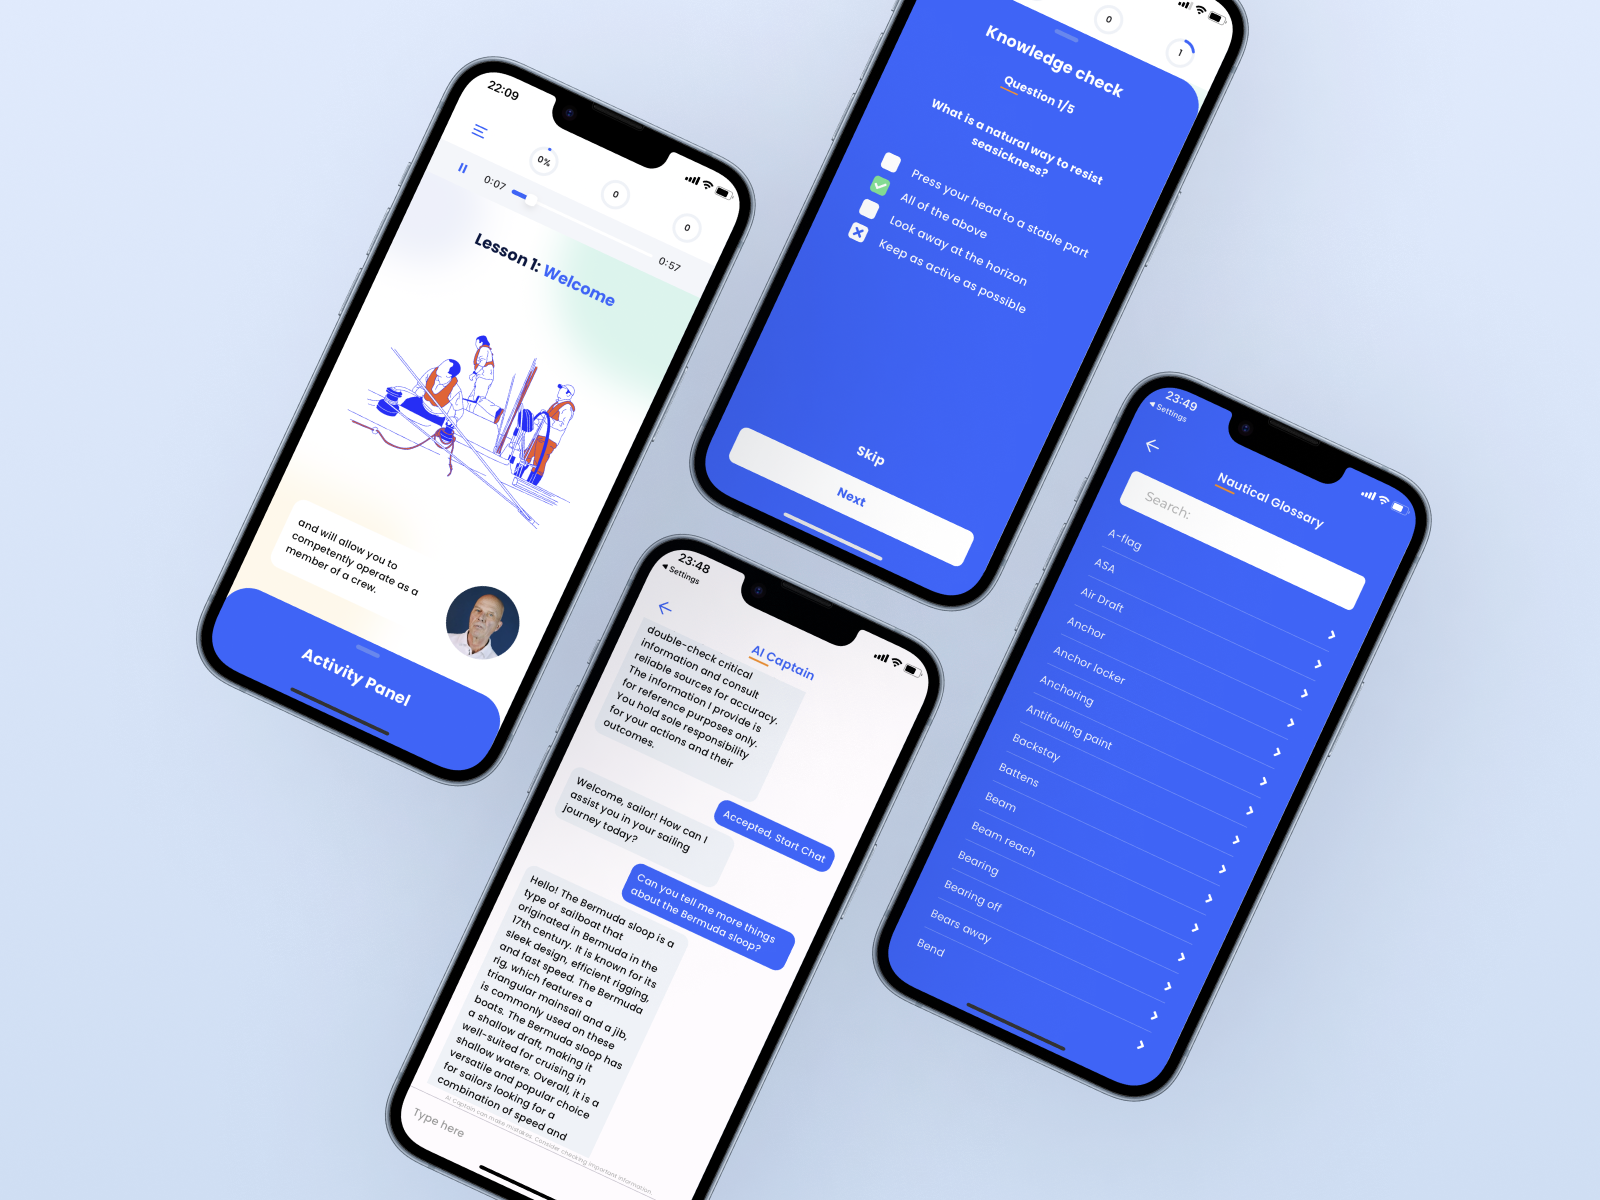 22:09
0%
0
0
0:07
0:57
Lesson 1: Welcome
and will allow you to
competently operate as a
member of a crew.
Activity Panel
0
1
Knowledge check
Question 1/5
What is a natural way to resist
seasickness?
Press your head to a stable part
All of the above
Look away at the horizon
Keep as active as possible
Skip
Next
23:48
Settings
AI Captain
double-check critical
information and consult
reliable sources for accuracy.
The information I provide is
for reference purposes only.
You hold sole responsibility
for your actions and their
outcomes.
Accepted, Start Chat
Welcome, sailor! How can I
assist you in your sailing
journey today?
Can you tell me more things
about the Bermuda sloop?
Hello! The Bermuda sloop is a
type of sailboat that
originated in Bermuda in the
17th century. It is known for its
sleek design, efficient rigging,
and fast speed. The Bermuda
rig, which features a
triangular mainsail and a jib,
is commonly used on these
boats. The Bermuda sloop has
a shallow draft, making it
well-suited for cruising in
shallow waters. Overall, it is a
versatile and popular choice
for sailors looking for a
combination of speed and
AI Captain can make mistakes. Consider checking important information.
Type here
23:49
Settings
Nautical Glossary
Search:
A-flag
ASA
Air Draft
Anchor
Anchor locker
Anchoring
Antifouling paint
Backstay
Battens
Beam
Beam reach
Bearing
Bearing off
Bears away
Bend